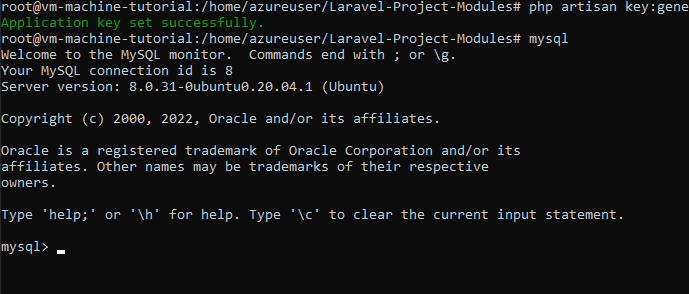 root@vm-machine-tutorial:/home/azureuser/Laravel-Project-Modules# php artisan key:gene
Application key set successfully.
root@vm-machine-tutorial:/home/azureuser/Laravel-Project-Modules# mysql
Welcome to the MySQL monitor.  Commands end with ; or \g.
Your MySQL connection id is 8
Server version: 8.0.31-0ubuntu0.20.04.1 (Ubuntu)
Copyright (c) 2000, 2022, Oracle and/or its affiliates.
Oracle is a registered trademark of Oracle Corporation and/or its
affiliates. Other names may be trademarks of their respective
owners.
Type 'help;' or '\h' for help. Type '\c' to clear the current input statement.
mysql>